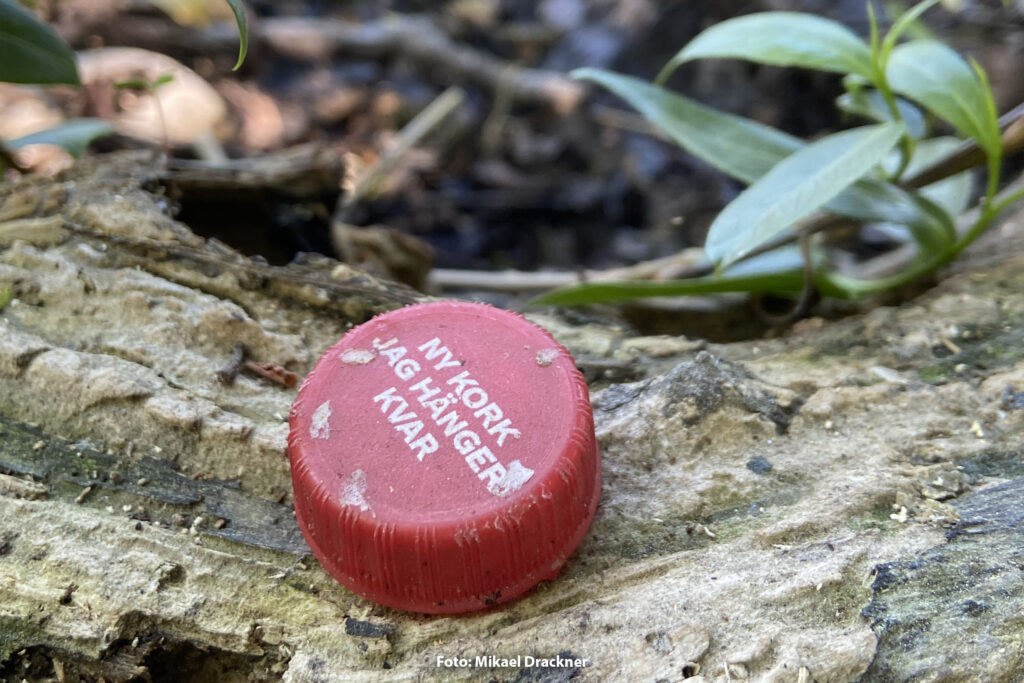 NY KORK
JAG HÄNGER
KVAR
Foto: Mikael Drackner